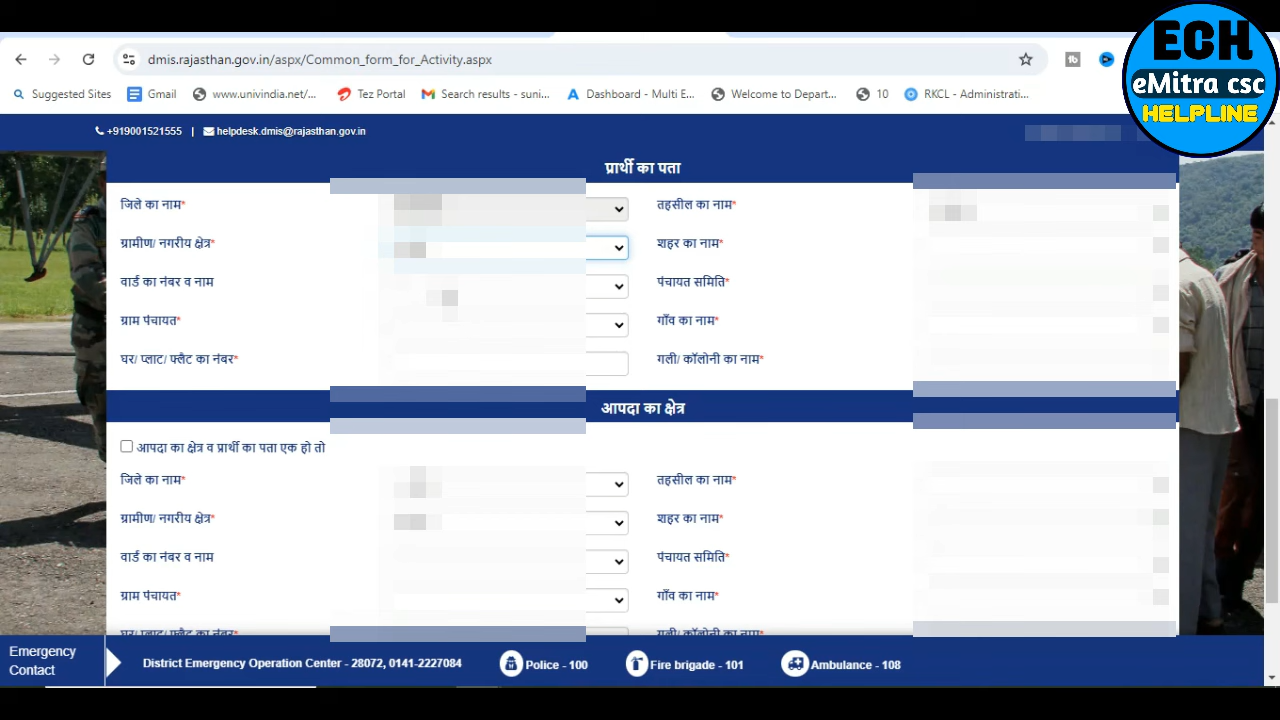 ECH
eMitra csc
HELPLINE
dmis.rajasthan.gov.in/aspx/Common_form_for_Activity.aspx
Suggested Sites Gmail www.univindia.net/... Tez Portal Search results - suni... Dashboard - Multi E... Welcome to Depart... 10 RKCL - Administrati...
+919001521555 | helpdesk.dmis@rajasthan.gov.in
प्रार्थी का पता
जिले का नाम* तहसील का नाम*
ग्रामीण/ नगरीय क्षेत्र* शहर का नाम*
वार्ड का नंबर व नाम पंचायत समिति*
ग्राम पंचायत* गाँव का नाम*
घर/ प्लाट/ फ्लैट का नंबर* गली/ कॉलोनी का नाम*
आपदा का क्षेत्र
आपदा का क्षेत्र व प्रार्थी का पता एक हो तो
जिले का नाम* तहसील का नाम*
ग्रामीण/ नगरीय क्षेत्र* शहर का नाम*
वार्ड का नंबर व नाम पंचायत समिति*
ग्राम पंचायत* गाँव का नाम*
घर/ प्लाट/ फ्लैट का नंबर* गली/ कॉलोनी का नाम*
Emergency Contact District Emergency Operation Center - 28072, 0141-2227084 Police - 100 Fire brigade - 101 Ambulance - 108